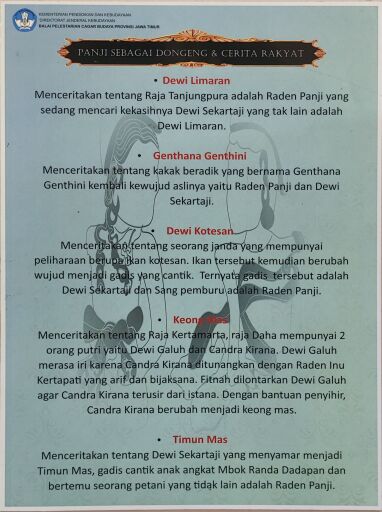 KEMENTERIAN PENDIDIKAN DAN KEBUDAYAAN
DIREKTORAT JENDERAL KEBUDAYAAN
BALAI PELESTARIAN CAGAR BUDAYA PROVINSI JAWA TIMUR
PANJI SEBAGAI DONGENG & CERITA RAKYAT
• Dewi Limaran
Menceritakan tentang Raja Tanjungpura adalah Raden Panji yang
sedang mencari kekasihnya Dewi Sekartaji yang tak lain adalah
Dewi Limaran.
• Genthana Genthini
Menceritakan tentang kakak beradik yang bernama Genthana
Genthini kembali kewujud aslinya yaitu Raden Panji dan Dewi
Sekartaji.
• Dewi Kotesan
Menceritakan tentang seorang janda yang mempunyai
peliharaan berupa ikan kotesan. Ikan tersebut kemudian berubah
wujud menjadi gadis yang cantik. Ternyata gadis tersebut adalah
Dewi Sekartaji dan Sang pemburu adalah Raden Panji.
• Keong Mas
Menceritakan tentang Raja Kertamarta, raja Daha mempunyai 2
orang putri yaitu Dewi Galuh dan Candra Kirana. Dewi Galuh
merasa iri karena Candra Kirana ditunangkan dengan Raden Inu
Kertapati yang arif dan bijaksana. Fitnah dilontarkan Dewi Galuh
agar Candra Kirana terusir dari istana. Dengan bantuan penyihir,
Candra Kirana berubah menjadi keong mas.
• Timun Mas
Menceritakan tentang Dewi Sekartaji yang menyamar menjadi
Timun Mas, gadis cantik anak angkat Mbok Randa Dadapan dan
bertemu seorang petani yang tidak lain adalah Raden Panji.